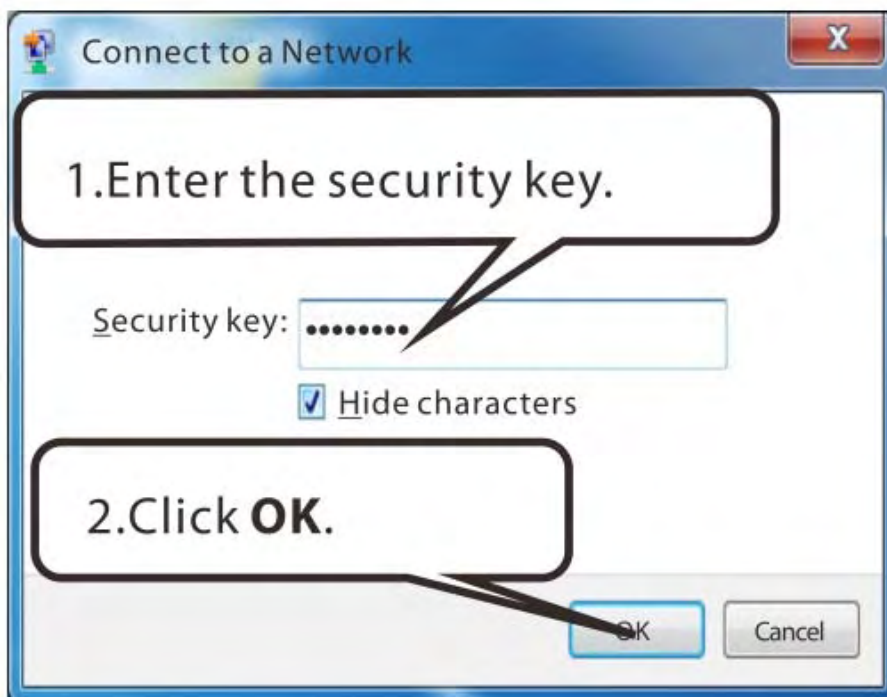 Connect to a Network
1.Enter the security key.
Security key: ••••••••
Hide characters
2.Click OK.
OK Cancel